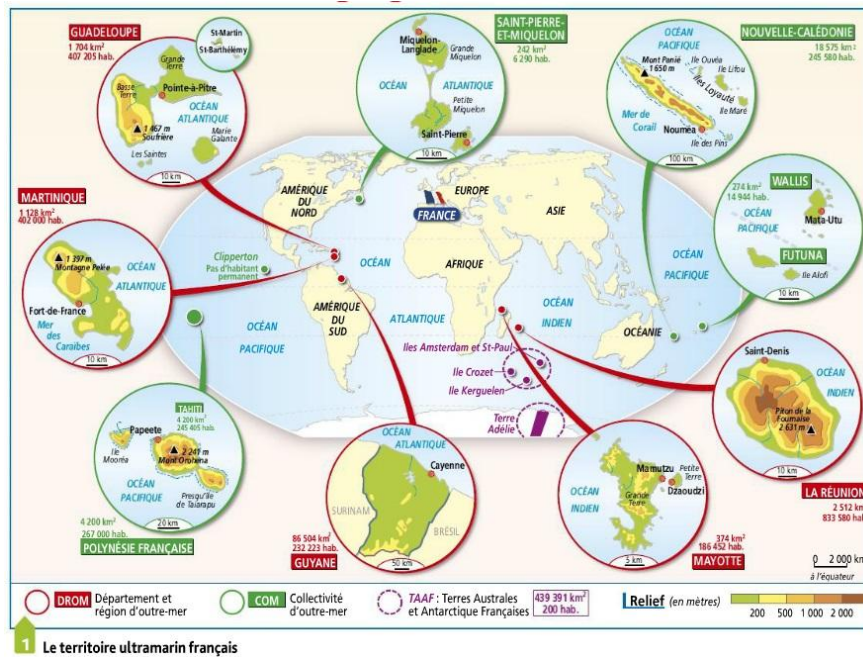 GUADELOUPE
1 704 km²
407 205 hab.
St-Martin
St-Barthélémy
Grande Terre
Basse Terre
Pointe-à-Pitre
OCÉAN ATLANTIQUE
1 467 m
Soufrière
Marie Galante
Les Saintes
10 km
SAINT-PIERRE-ET-MIQUELON
242 km²
6 290 hab.
Miquelon-Langlade
Grande Miquelon
OCÉAN ATLANTIQUE
Petite Miquelon
Saint-Pierre
10 km
NOUVELLE-CALÉDONIE
18 575 km²
245 580 hab.
OCÉAN PACIFIQUE
Mont Panié
1 650 m
Ile Ouvéa
Ile Lifou
Iles Loyauté
Ile Maré
Mer de Corail
Nouméa
Ile des Pins
100 km
MARTINIQUE
1 128 km²
402 000 hab.
1 397 m
Montagne Pelée
OCÉAN ATLANTIQUE
Fort-de-France
Mer des Caraïbes
10 km
AMÉRIQUE DU NORD
EUROPE
FRANCE
ASIE
AFRIQUE
AMÉRIQUE DU SUD
OCÉANIE
OCÉAN
ATLANTIQUE
OCÉAN INDIEN
OCÉAN PACIFIQUE
OCÉAN PACIFIQUE
Clipperton
Pas d'habitant permanent
Iles Amsterdam et St-Paul
Ile Crozet
Ile Kerguelen
Terre Adélie
WALLIS
274 km²
14 944 hab.
OCÉAN PACIFIQUE
Mata-Utu
FUTUNA
Ile Alofi
10 km
TAHITI
4 200 km²
245 405 hab.
Papeete
Ile Mooréa
2 241 m
Mont Orohena
OCÉAN PACIFIQUE
Presqu'île de Taiarapu
20 km
4 200 km²
267 000 hab.
POLYNÉSIE FRANÇAISE
OCÉAN ATLANTIQUE
Cayenne
SURINAM
BRÉSIL
50 km
86 504 km²
232 223 hab.
GUYANE
Mamutzu
Petite Terre
Dzaoudzi
Grande Terre
OCÉAN INDIEN
5 km
374 km²
186 452 hab.
MAYOTTE
Saint-Denis
OCÉAN INDIEN
Piton de la Fournaise
2 631 m
10 km
LA RÉUNION
2 512 km
833 580 hab.
0 2 000 km
à l'équateur
DROM Département et région d'outre-mer
COM Collectivité d'outre-mer
TAAF : Terres Australes et Antarctique Françaises
439 391 km²
200 hab.
Relief (en mètres)
200 500 1 000 2 000
1 Le territoire ultramarin français